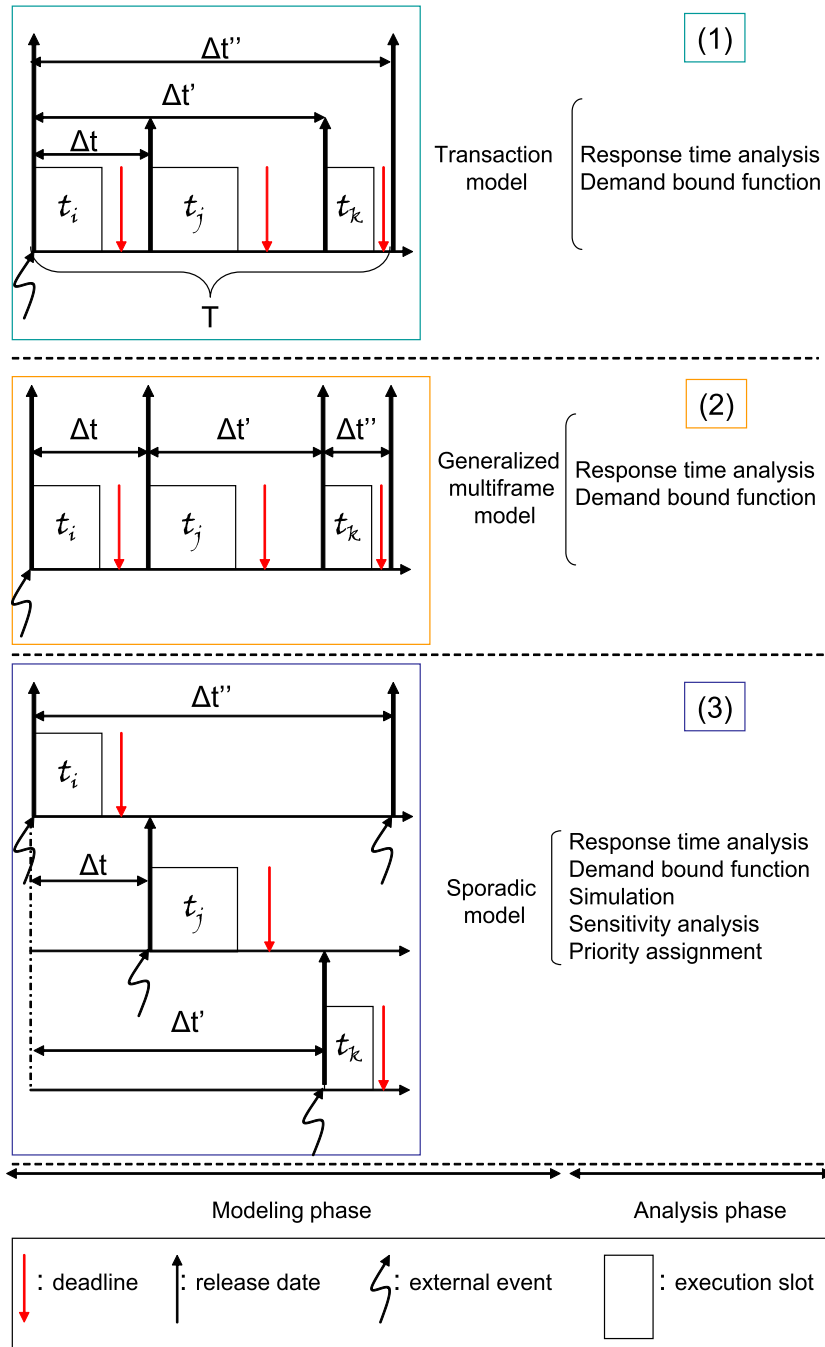 Δt’’
(1)
Δt’
Δt
Transaction
model
Response time analysis
Demand bound function
t_i
t_j
t_k
T
(2)
Δt
Δt’
Δt’’
Generalized
multiframe
model
Response time analysis
Demand bound function
t_i
t_j
t_k
Δt’’
(3)
t_i
Δt
t_j
Sporadic
model
Response time analysis
Demand bound function
Simulation
Sensitivity analysis
Priority assignment
Δt’
t_k
Modeling phase
Analysis phase
: deadline
: release date
: external event
: execution slot